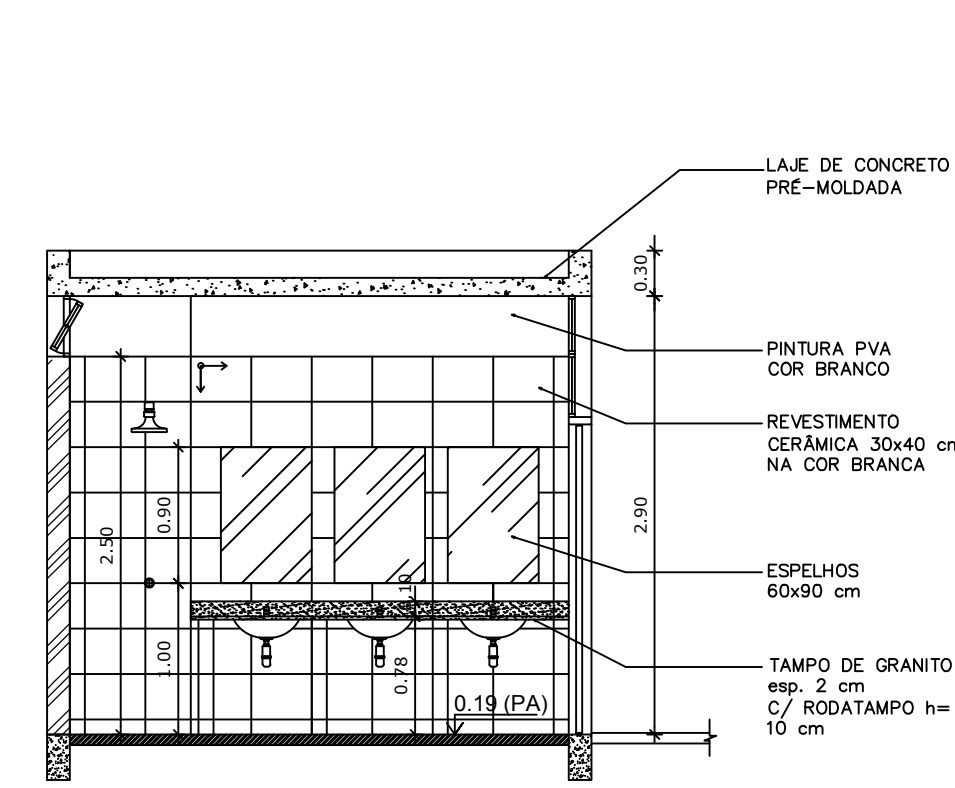 LAJE DE CONCRETO
PRÉ-MOLDADA
0.30
PINTURA PVA
COR BRANCO
REVESTIMENTO
CERÂMICA 30x40 cm
NA COR BRANCA
0.90
2.50
2.90
ESPELHOS
60x90 cm
.10
1.00
0.78
TAMPO DE GRANITO
esp. 2 cm
C/ RODATAMPO h=
10 cm
0.19 (PA)